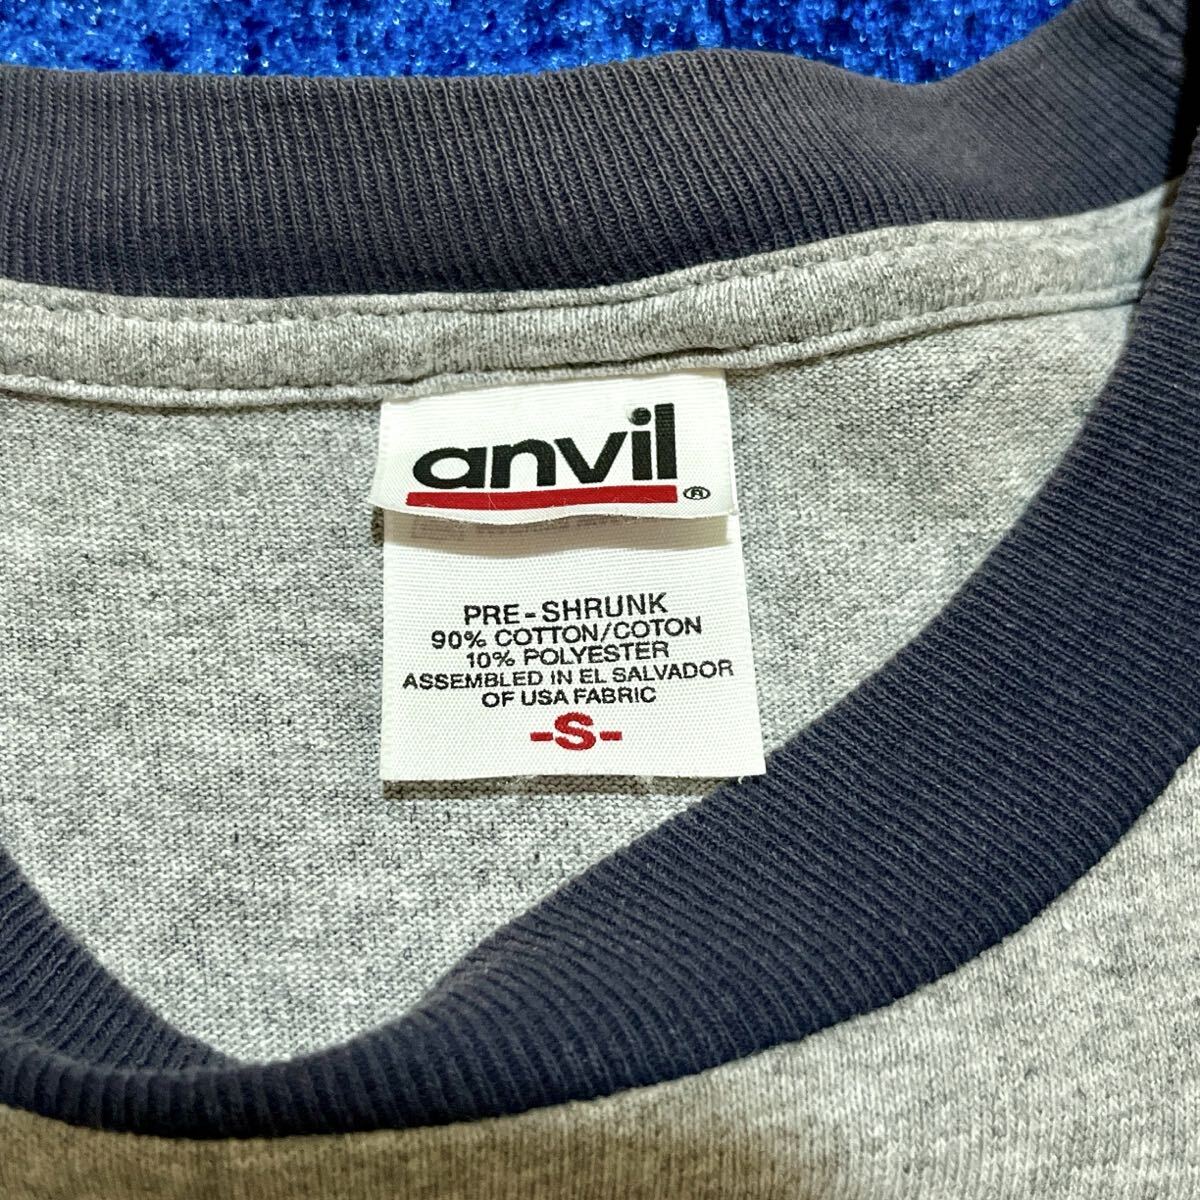 anvil ®
PRE-SHRUNK
90% COTTON/COTON
10% POLYESTER
ASSEMBLED IN EL SALVADOR
OF USA FABRIC
-S-